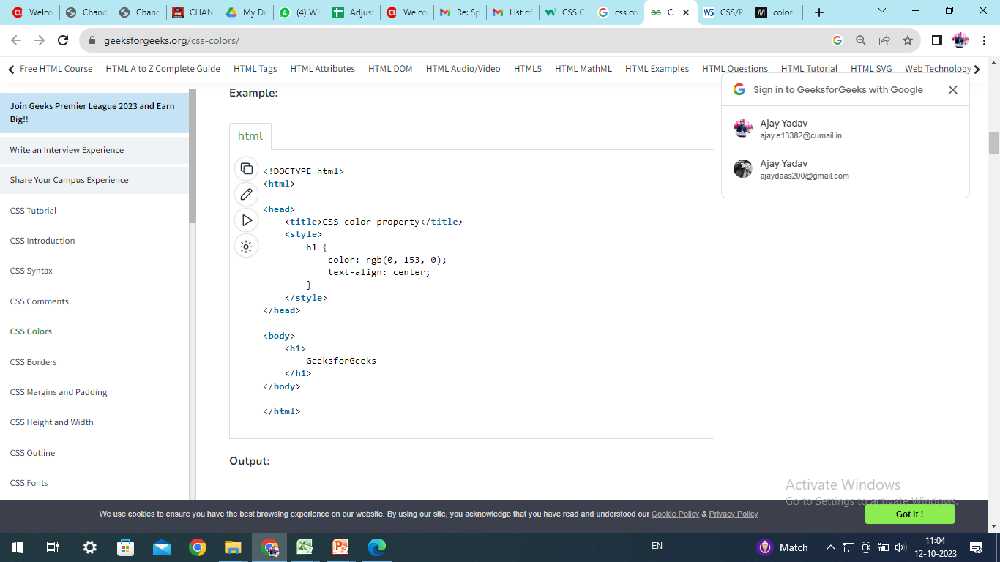 Welco
Chand
Chand
CHAN
My Dr
(4) Wh
Adjust
Welco
Re: Sp
List of
CSS C
css co
C
CSS/P
color
geeksforgeeks.org/css-colors/
Free HTML Course HTML A to Z Complete Guide HTML Tags HTML Attributes HTML DOM HTML Audio/Video HTML5 HTML MathML HTML Examples HTML Questions HTML Tutorial HTML SVG Web Technology
Join Geeks Premier League 2023 and Earn
Big!!
Write an Interview Experience
Share Your Campus Experience
CSS Tutorial
CSS Introduction
CSS Syntax
CSS Comments
CSS Colors
CSS Borders
CSS Margins and Padding
CSS Height and Width
CSS Outline
CSS Fonts
Example:
html
<!DOCTYPE html>
<html>
<head>
<title>CSS color property</title>
<style>
h1 {
color: rgb(0, 153, 0);
text-align: center;
}
</style>
</head>
<body>
<h1>
GeeksforGeeks
</h1>
</body>
</html>
Output:
Sign in to GeeksforGeeks with Google
Ajay Yadav
ajay.e13382@cumail.in
Ajay Yadav
ajaydaas200@gmail.com
Activate Windows
Go to Settings to activate Windows.
We use cookies to ensure you have the best browsing experience on our website. By using our site, you acknowledge that you have read and understood our Cookie Policy & Privacy Policy
Got It !
EN
Match
11:04
12-10-2023